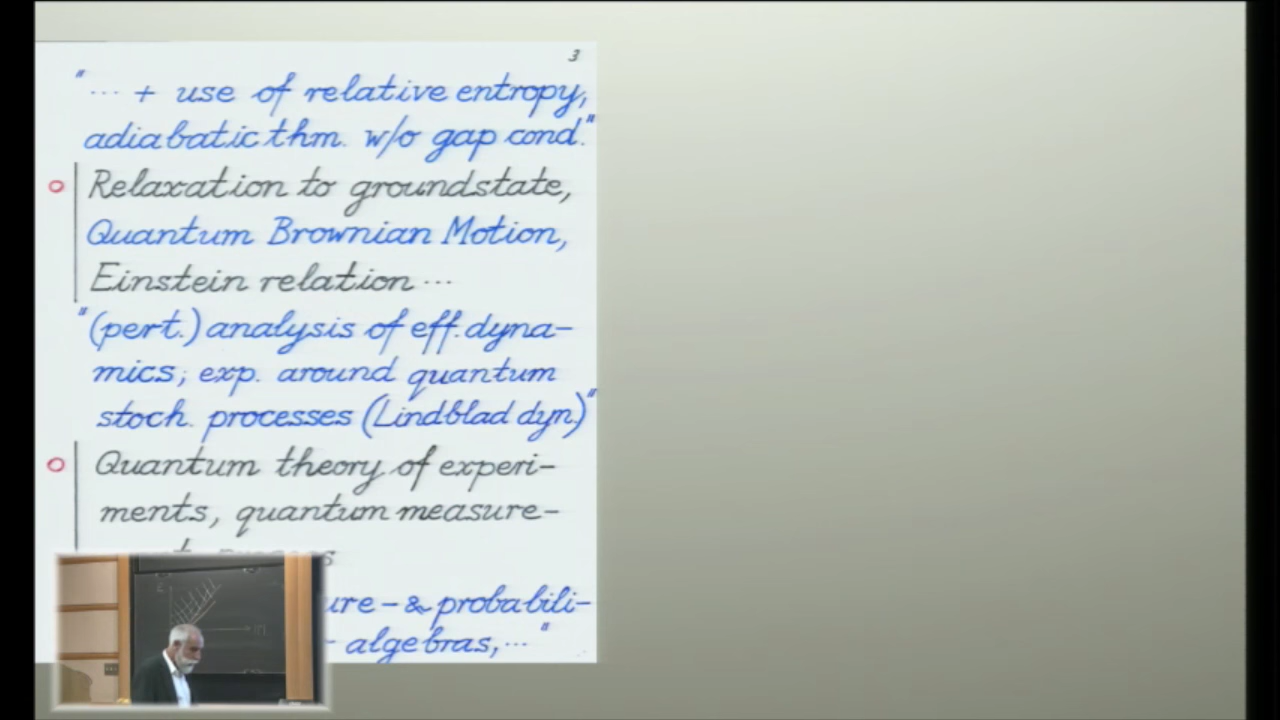 3
"... + use of relative entropy,
adiabatic thm. w/o gap cond."
Relaxation to groundstate,
Quantum Brownian Motion,
Einstein relation ...
"(pert.) analysis of eff. dyna-
mics; exp. around quantum
stoch. processes (Lindblad dyn.)"
Quantum theory of experi-
ments, quantum measure-
& probabili-
algebras, ..."
E